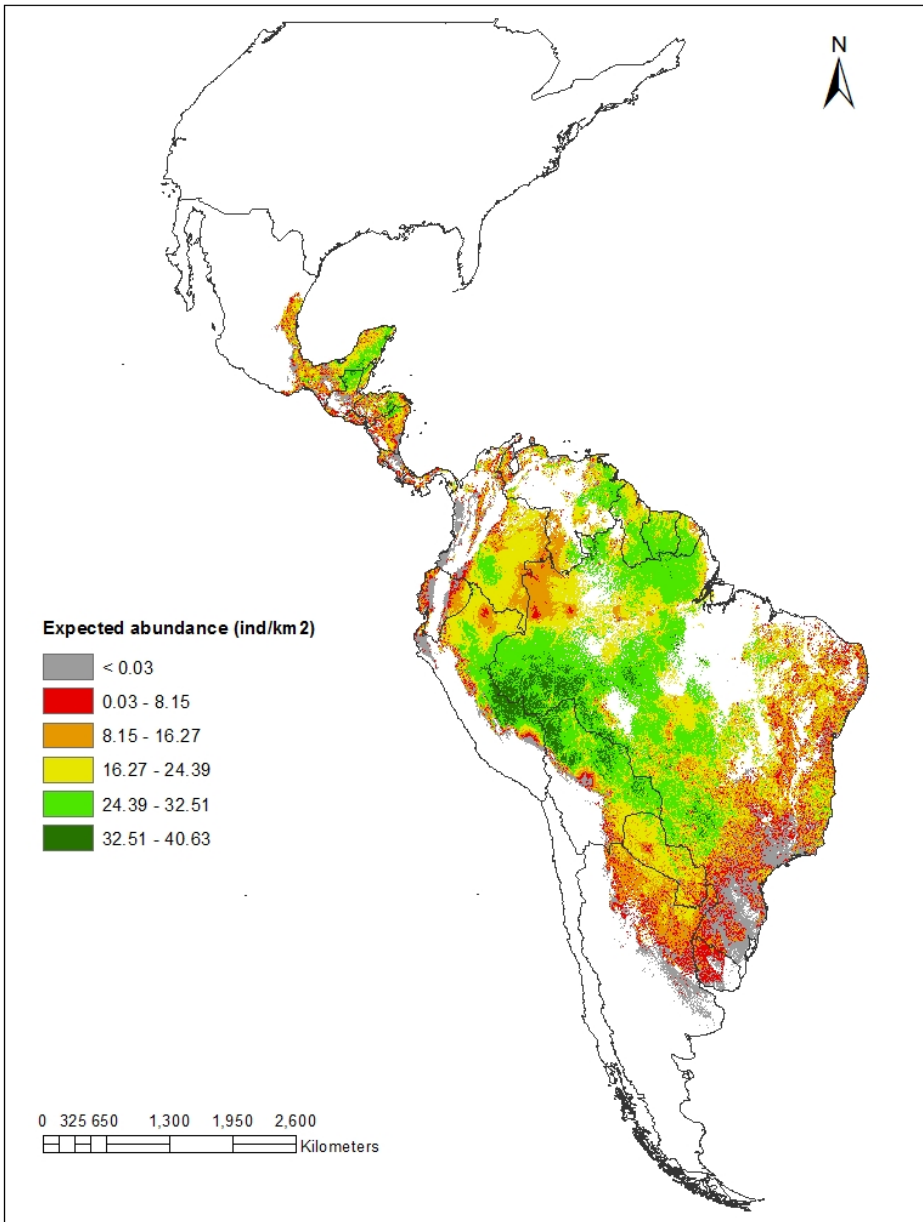 N
Expected abundance (ind/km2)
< 0.03
0.03 - 8.15
8.15 - 16.27
16.27 - 24.39
24.39 - 32.51
32.51 - 40.63
0 325 650 1,300 1,950 2,600
Kilometers